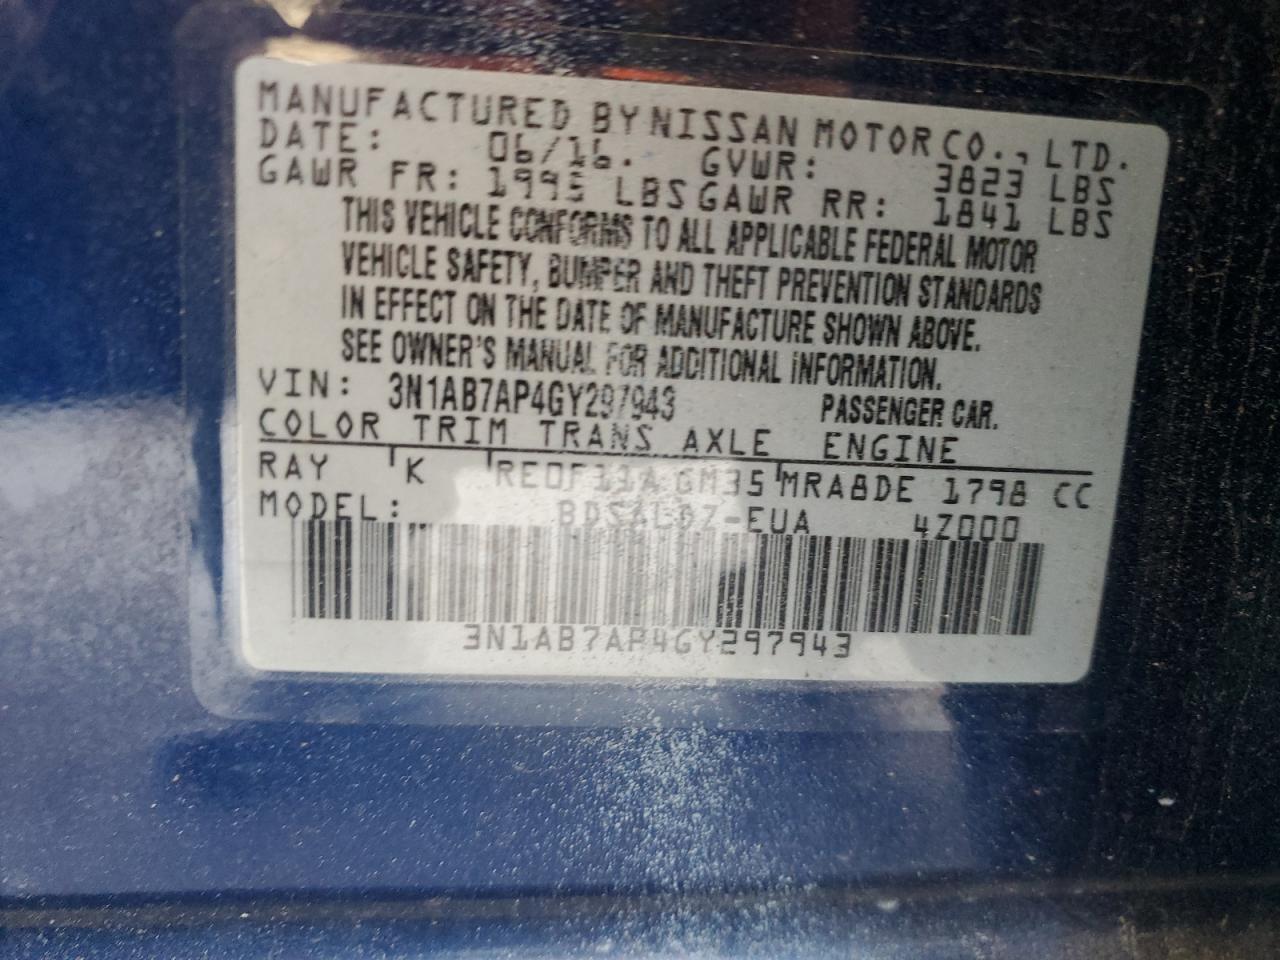 MANUFACTURED BY NISSAN MOTOR CO., LTD.
DATE: 06/16. GVWR: 3823 LBS
GAWR FR: 1995 LBS GAWR RR: 1841 LBS
THIS VEHICLE CONFORMS TO ALL APPLICABLE FEDERAL MOTOR
VEHICLE SAFETY, BUMPER AND THEFT PREVENTION STANDARDS
IN EFFECT ON THE DATE OF MANUFACTURE SHOWN ABOVE.
SEE OWNER'S MANUAL FOR ADDITIONAL INFORMATION.
VIN: 3N1AB7AP4GY297943 PASSENGER CAR.
COLOR TRIM TRANS AXLE ENGINE
RAY K RE0F11A GM35 MRA8DE 1798 CC
MODEL: 4Z000
3N1AB7AP4GY297943